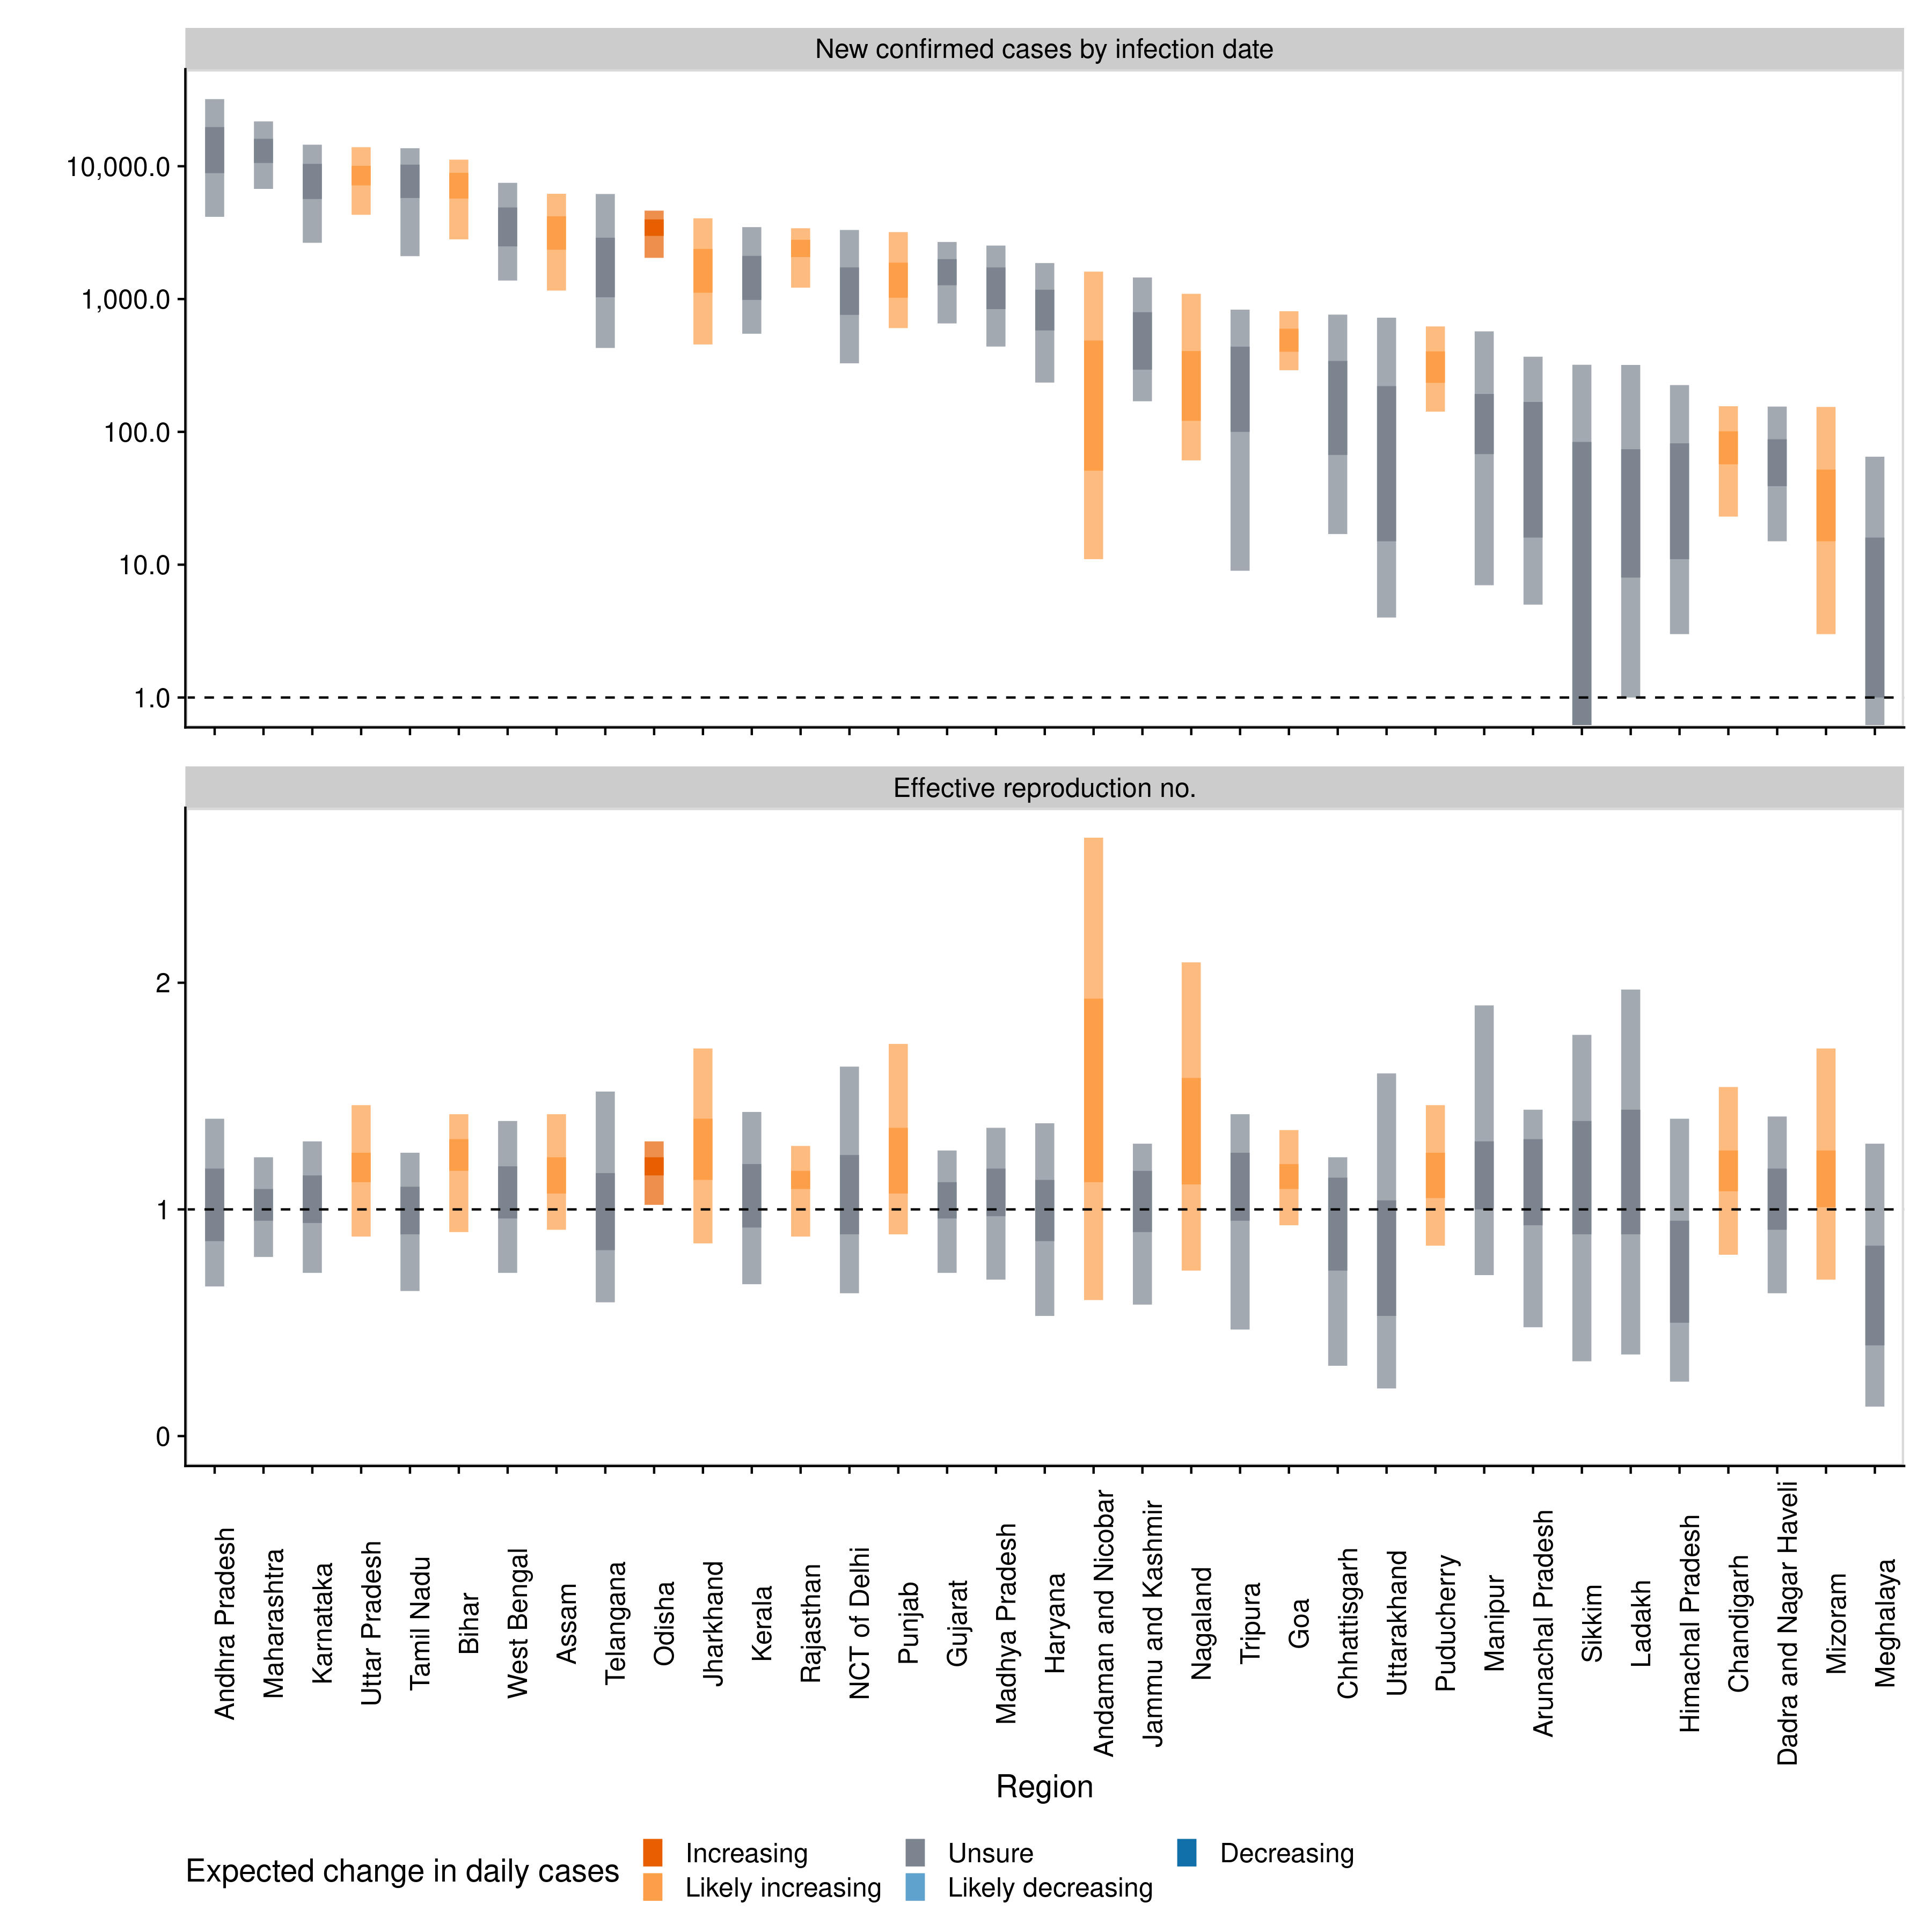 New confirmed cases by infection date
10,000.0
1,000.0
100.0
10.0
1.0
Effective reproduction no.
2
1
0
Andhra Pradesh
Maharashtra
Karnataka
Uttar Pradesh
Tamil Nadu
Bihar
West Bengal
Assam
Telangana
Odisha
Jharkhand
Kerala
Rajasthan
NCT of Delhi
Punjab
Gujarat
Madhya Pradesh
Haryana
Andaman and Nicobar
Jammu and Kashmir
Nagaland
Tripura
Goa
Chhattisgarh
Uttarakhand
Puducherry
Manipur
Arunachal Pradesh
Sikkim
Ladakh
Himachal Pradesh
Chandigarh
Dadra and Nagar Haveli
Mizoram
Meghalaya
Region
Expected change in daily cases
Increasing
Likely increasing
Unsure
Likely decreasing
Decreasing